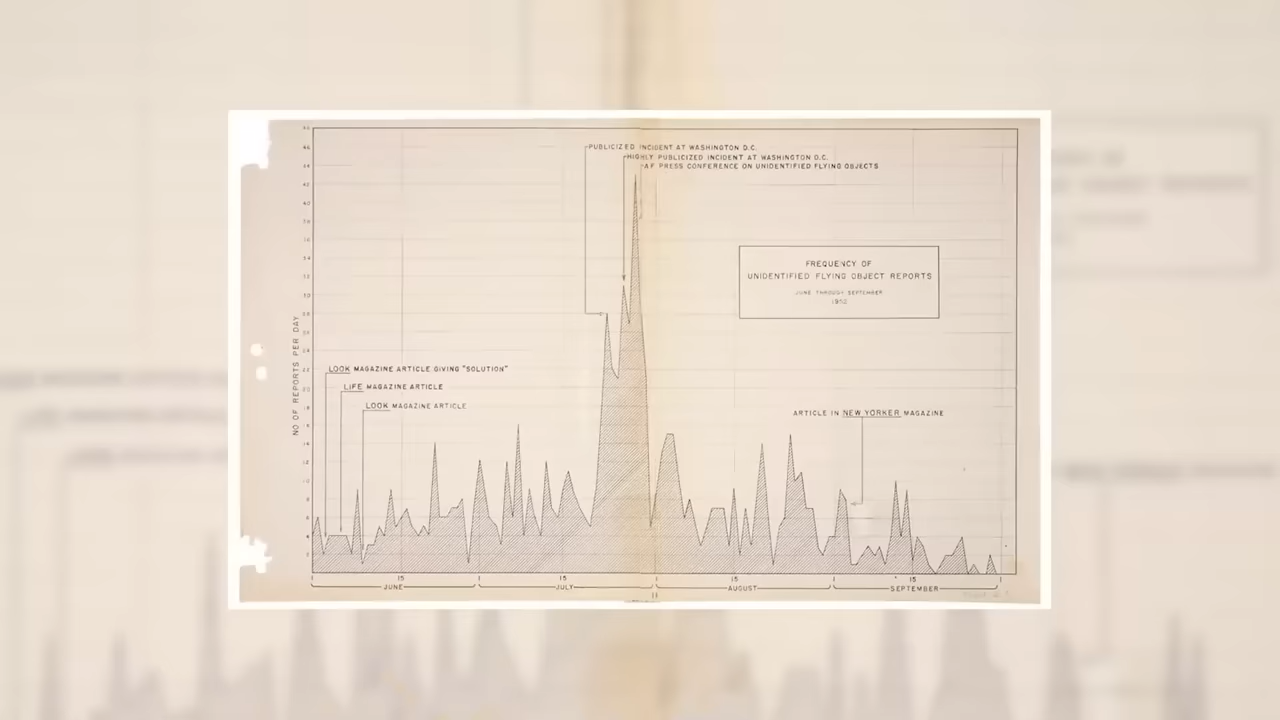 PUBLICIZED INCIDENT AT WASHINGTON D.C.
HIGHLY PUBLICIZED INCIDENT AT WASHINGTON D.C.
AF PRESS CONFERENCE ON UNIDENTIFIED FLYING OBJECTS
FREQUENCY OF
UNIDENTIFIED FLYING OBJECT REPORTS
JUNE THROUGH SEPTEMBER
1952
NO OF REPORTS PER DAY
LOOK MAGAZINE ARTICLE GIVING "SOLUTION"
LIFE MAGAZINE ARTICLE
LOOK MAGAZINE ARTICLE
ARTICLE IN NEW YORKER MAGAZINE
1 15 1 15 1 15 1 15 1
JUNE JULY AUGUST SEPTEMBER